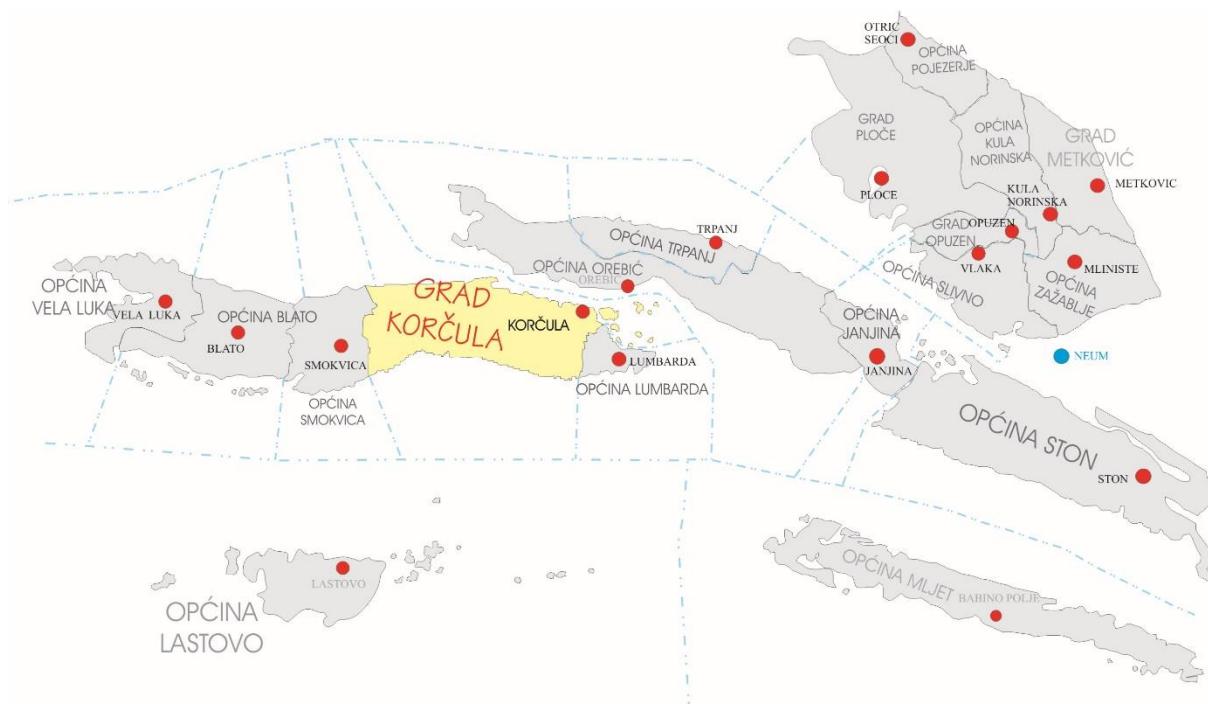 OTRIĆ
SEOĆI
OPĆINA
POJEZERJE
GRAD
PLOČE
OPĆINA
KULA
NORINSKA
GRAD
METKOVIĆ
PLOCE
METKOVIC
KULA
NORINSKA
GRAD
OPUZEN
OPUZEN
VLAKA
MLINISTE
OPĆINA
ZAŽABLJE
OPĆINA SLIVNO
TRPANJ
OPĆINA TRPANJ
OPĆINA OREBIĆ
OREBIĆ
OPĆINA
VELA LUKA
VELA LUKA
OPĆINA BLATO
BLATO
SMOKVICA
OPĆINA
SMOKVICA
GRAD
KORČULA
KORČULA
LUMBARDA
OPĆINA LUMBARDA
OPĆINA
JANJINA
JANJINA
NEUM
OPĆINA STON
STON
LASTOVO
OPĆINA
LASTOVO
OPĆINA MLJET
BABINO POLJE